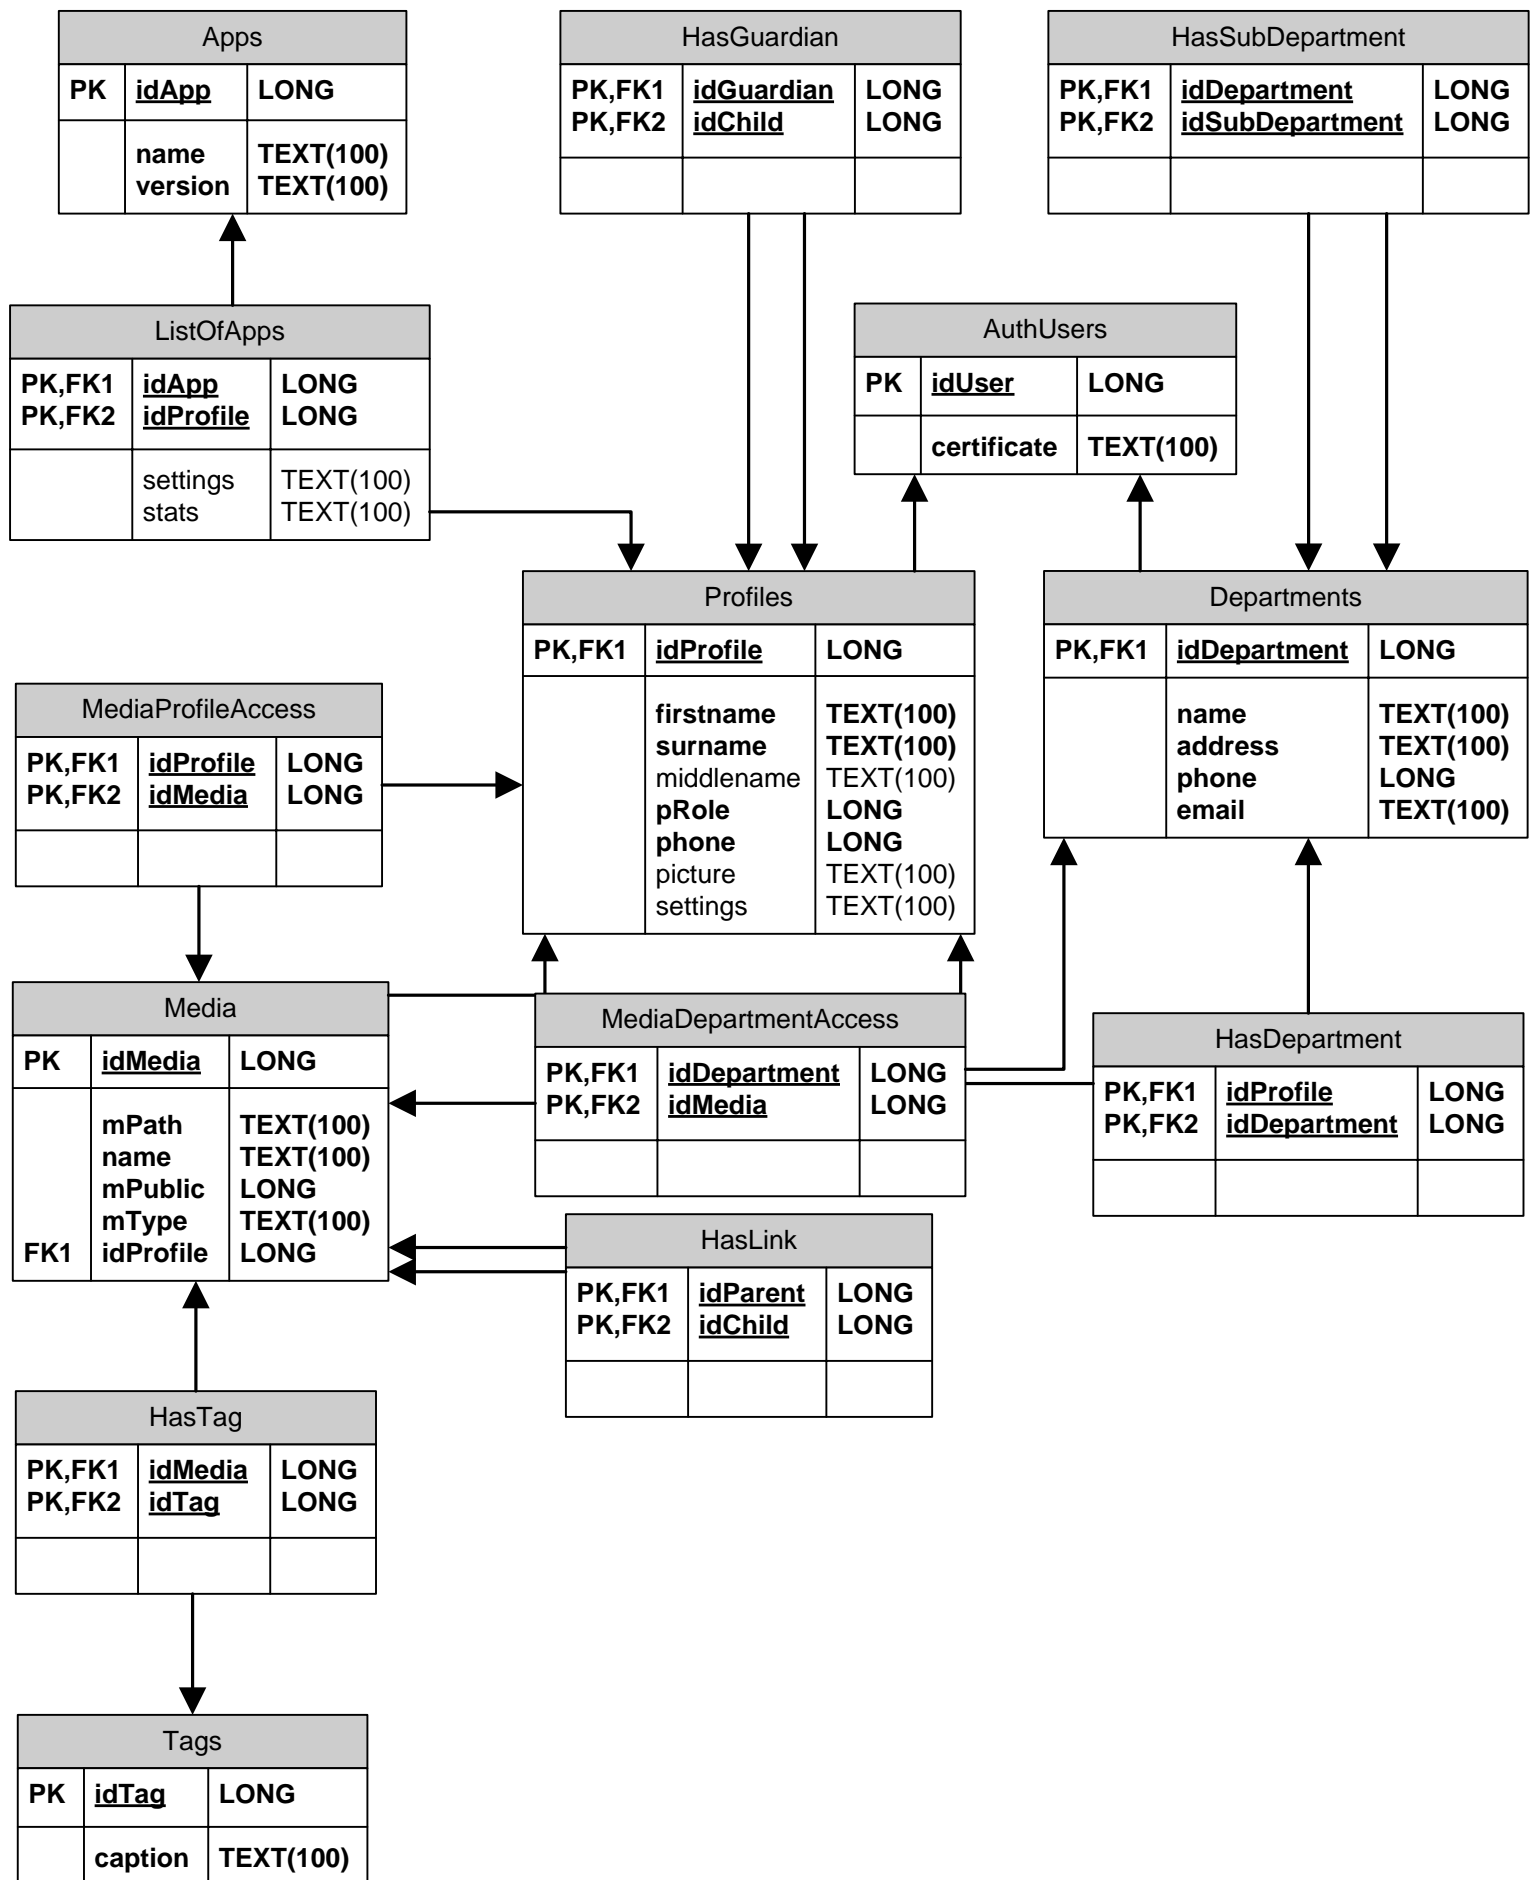 Apps
PK idApp LONG
name TEXT(100)
version TEXT(100)
HasGuardian
PK,FK1 idGuardian LONG
PK,FK2 idChild LONG
HasSubDepartment
PK,FK1 idDepartment LONG
PK,FK2 idSubDepartment LONG
ListOfApps
PK,FK1 idApp LONG
PK,FK2 idProfile LONG
settings TEXT(100)
stats TEXT(100)
AuthUsers
PK idUser LONG
certificate TEXT(100)
Profiles
PK,FK1 idProfile LONG
firstname TEXT(100)
surname TEXT(100)
middlename TEXT(100)
pRole LONG
phone LONG
picture TEXT(100)
settings TEXT(100)
Departments
PK,FK1 idDepartment LONG
name TEXT(100)
address TEXT(100)
phone LONG
email TEXT(100)
MediaProfileAccess
PK,FK1 idProfile LONG
PK,FK2 idMedia LONG
Media
PK idMedia LONG
mPath TEXT(100)
name TEXT(100)
mPublic LONG
mType TEXT(100)
FK1 idProfile LONG
MediaDepartmentAccess
PK,FK1 idDepartment LONG
PK,FK2 idMedia LONG
HasDepartment
PK,FK1 idProfile LONG
PK,FK2 idDepartment LONG
HasLink
PK,FK1 idParent LONG
PK,FK2 idChild LONG
HasTag
PK,FK1 idMedia LONG
PK,FK2 idTag LONG
Tags
PK idTag LONG
caption TEXT(100)